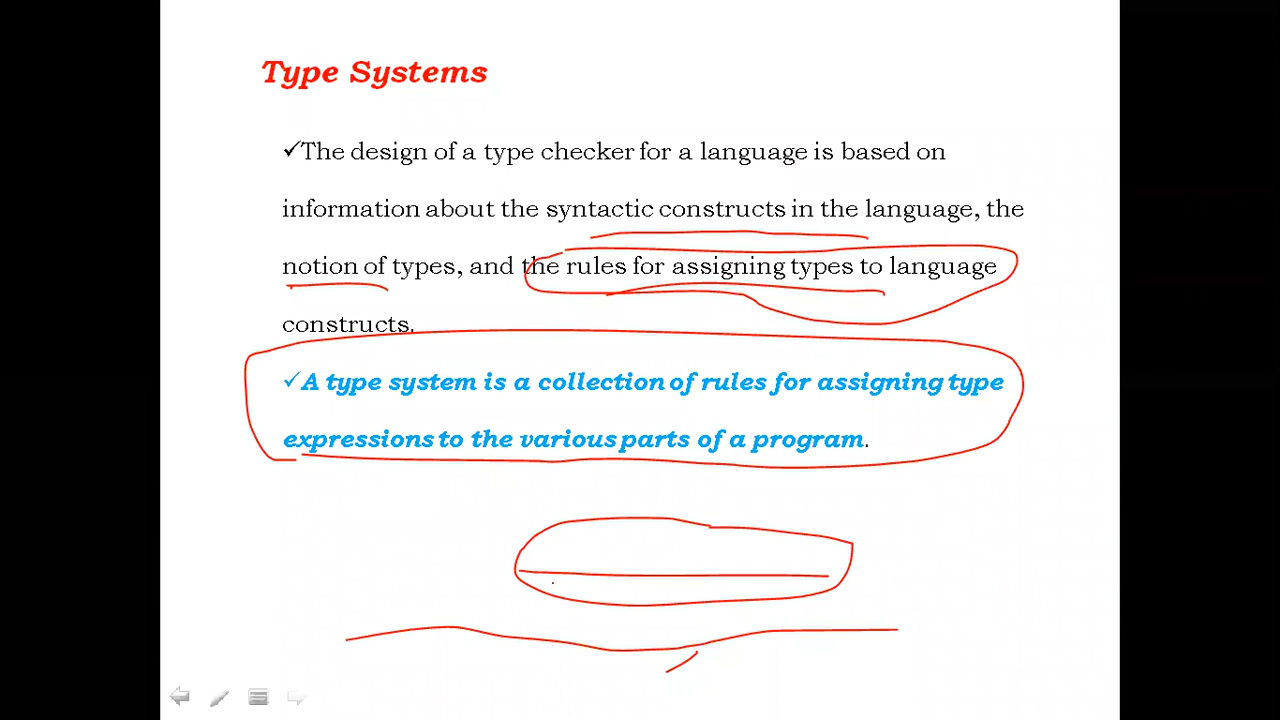 Type Systems
✓The design of a type checker for a language is based on
information about the syntactic constructs in the language, the
notion of types, and the rules for assigning types to language
constructs.
✓A type system is a collection of rules for assigning type
expressions to the various parts of a program.